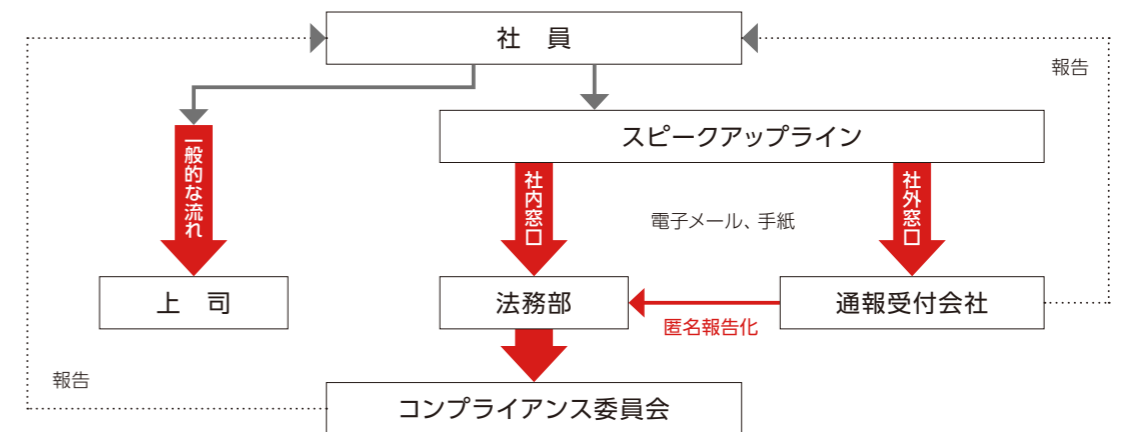 社　員
報告
スピークアップライン
一般的な流れ
社内窓口
社外窓口
電子メール、手紙
上　司
法務部
通報受付会社
匿名報告化
報告
コンプライアンス委員会